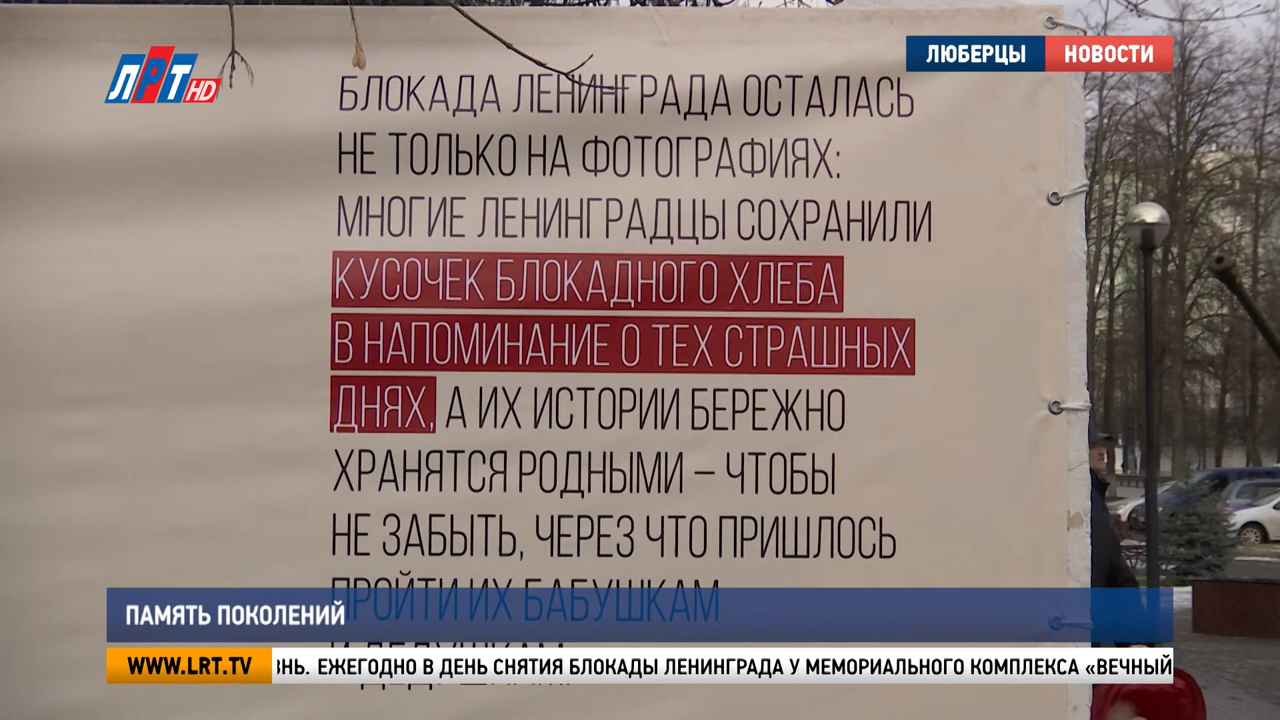 ЛРТ HD
ЛЮБЕРЦЫ НОВОСТИ
БЛОКАДА ЛЕНИНГРАДА ОСТАЛАСЬ
НЕ ТОЛЬКО НА ФОТОГРАФИЯХ:
МНОГИЕ ЛЕНИНГРАДЦЫ СОХРАНИЛИ
КУСОЧЕК БЛОКАДНОГО ХЛЕБА
В НАПОМИНАНИЕ О ТЕХ СТРАШНЫХ
ДНЯХ, А ИХ ИСТОРИИ БЕРЕЖНО
ХРАНЯТСЯ РОДНЫМИ – ЧТОБЫ
НЕ ЗАБЫТЬ, ЧЕРЕЗ ЧТО ПРИШЛОСЬ
ПРОЙТИ ИХ БАБУШКАМ
И ДЕДУШКАМ.
ПАМЯТЬ ПОКОЛЕНИЙ
WWW.LRT.TV ЗНЬ. ЕЖЕГОДНО В ДЕНЬ СНЯТИЯ БЛОКАДЫ ЛЕНИНГРАДА У МЕМОРИАЛЬНОГО КОМПЛЕКСА «ВЕЧНЫЙ